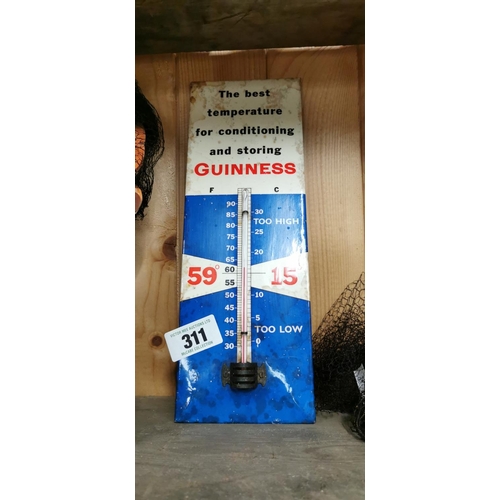 The best
temperature
for conditioning
and storing
GUINNESS
F C
90
85 30
80 TOO HIGH
75 25
70
65 20
59° 60 15
55
50 10
45
40 5
35 TOO LOW
30 0
311